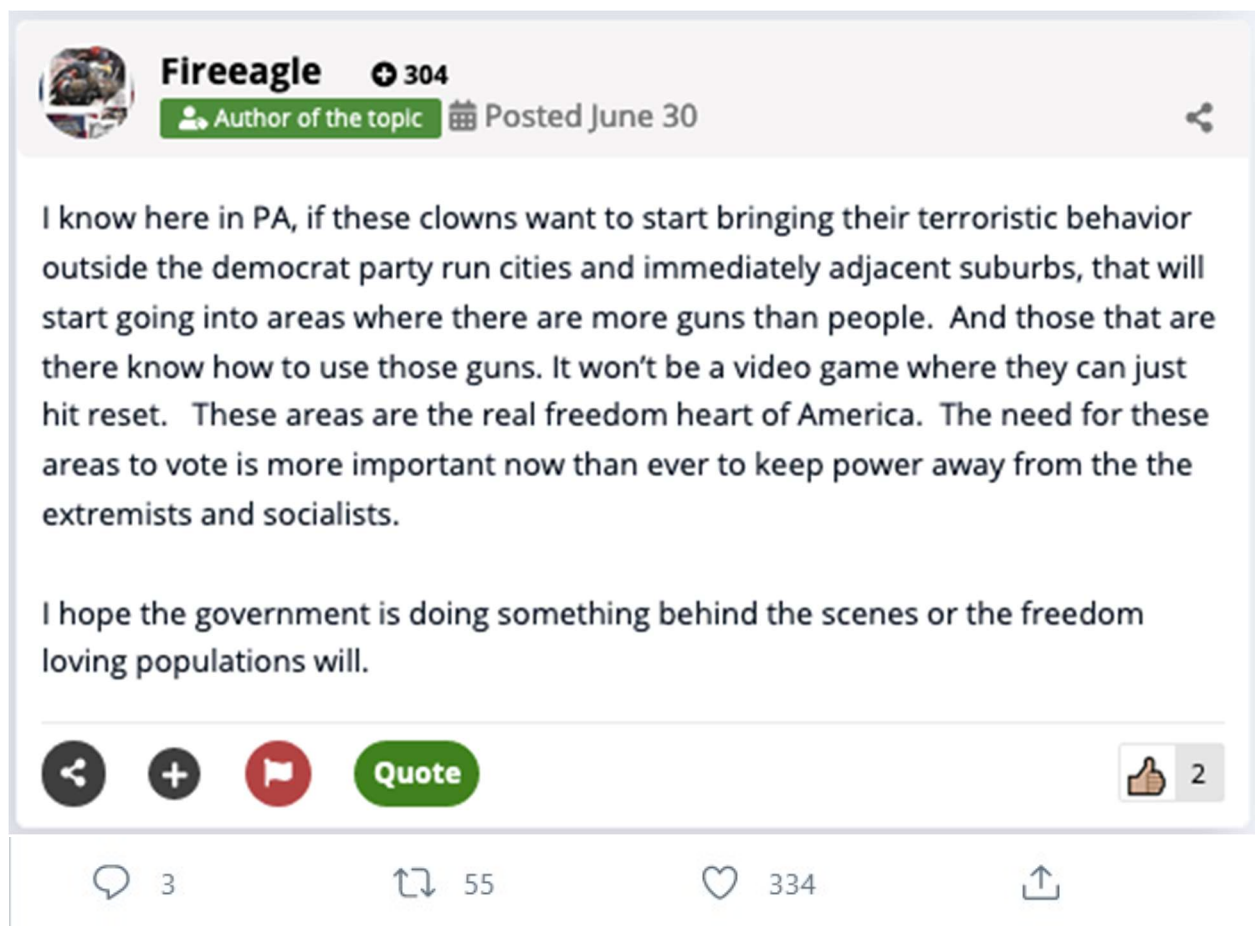 Fireeagle 304
Author of the topic Posted June 30
I know here in PA, if these clowns want to start bringing their terroristic behavior
outside the democrat party run cities and immediately adjacent suburbs, that will
start going into areas where there are more guns than people.  And those that are
there know how to use those guns. It won’t be a video game where they can just
hit reset.   These areas are the real freedom heart of America.  The need for these
areas to vote is more important now than ever to keep power away from the the
extremists and socialists.
I hope the government is doing something behind the scenes or the freedom
loving populations will.
Quote 2
3 55 334